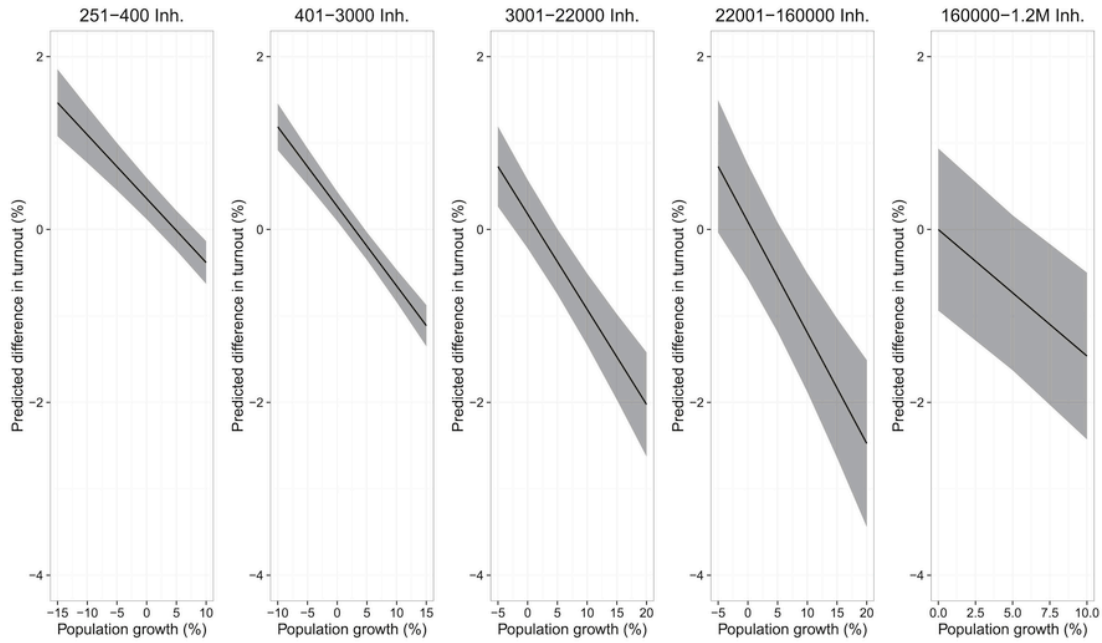 251−400 Inh.
401−3000 Inh.
3001−22000 Inh.
22001−160000 Inh.
160000−1.2M Inh.
Predicted difference in turnout (%)
2
0
−2
−4
−15 −10 −5 0 5 10
Population growth (%)
Predicted difference in turnout (%)
2
0
−2
−4
−10 −5 0 5 10 15
Population growth (%)
Predicted difference in turnout (%)
2
0
−2
−4
−5 0 5 10 15 20
Population growth (%)
Predicted difference in turnout (%)
2
0
−2
−4
−5 0 5 10 15 20
Population growth (%)
Predicted difference in turnout (%)
2
0
−2
−4
0.0 2.5 5.0 7.5 10.0
Population growth (%)